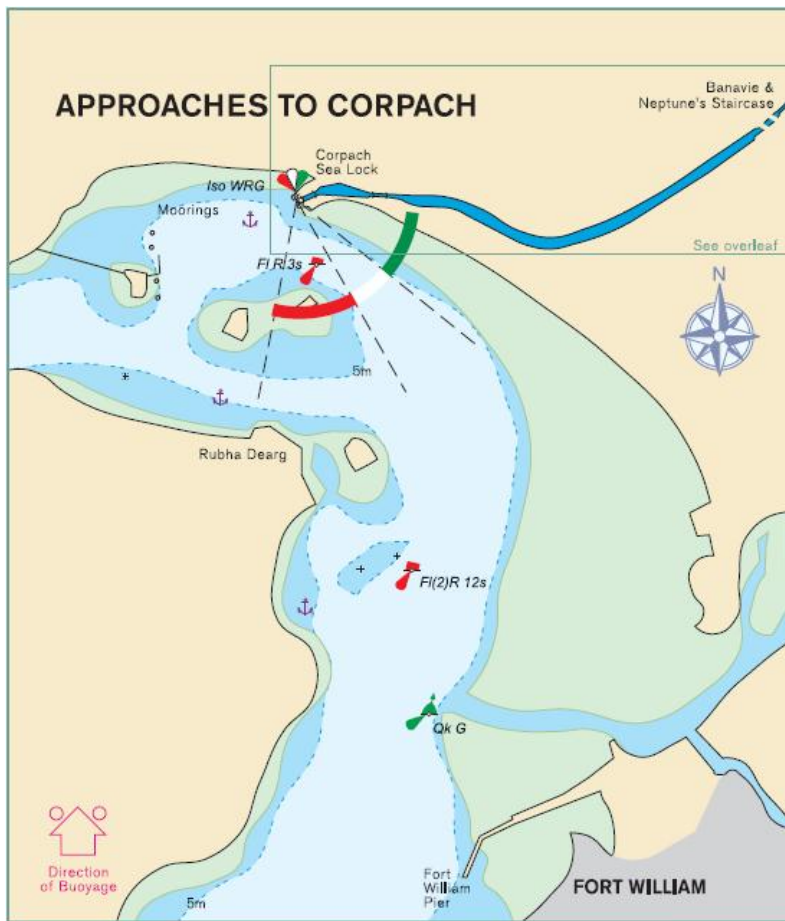 APPROACHES TO CORPACH
Banavie &
Neptune's Staircase
Corpach
Sea Lock
Iso WRG
Moorings
See overleaf
Fl R 3s
N
5m
Rubha Dearg
Fl(2)R 12s
Qk G
Direction
of Buoyage
Fort
William
Pier
FORT WILLIAM
5m